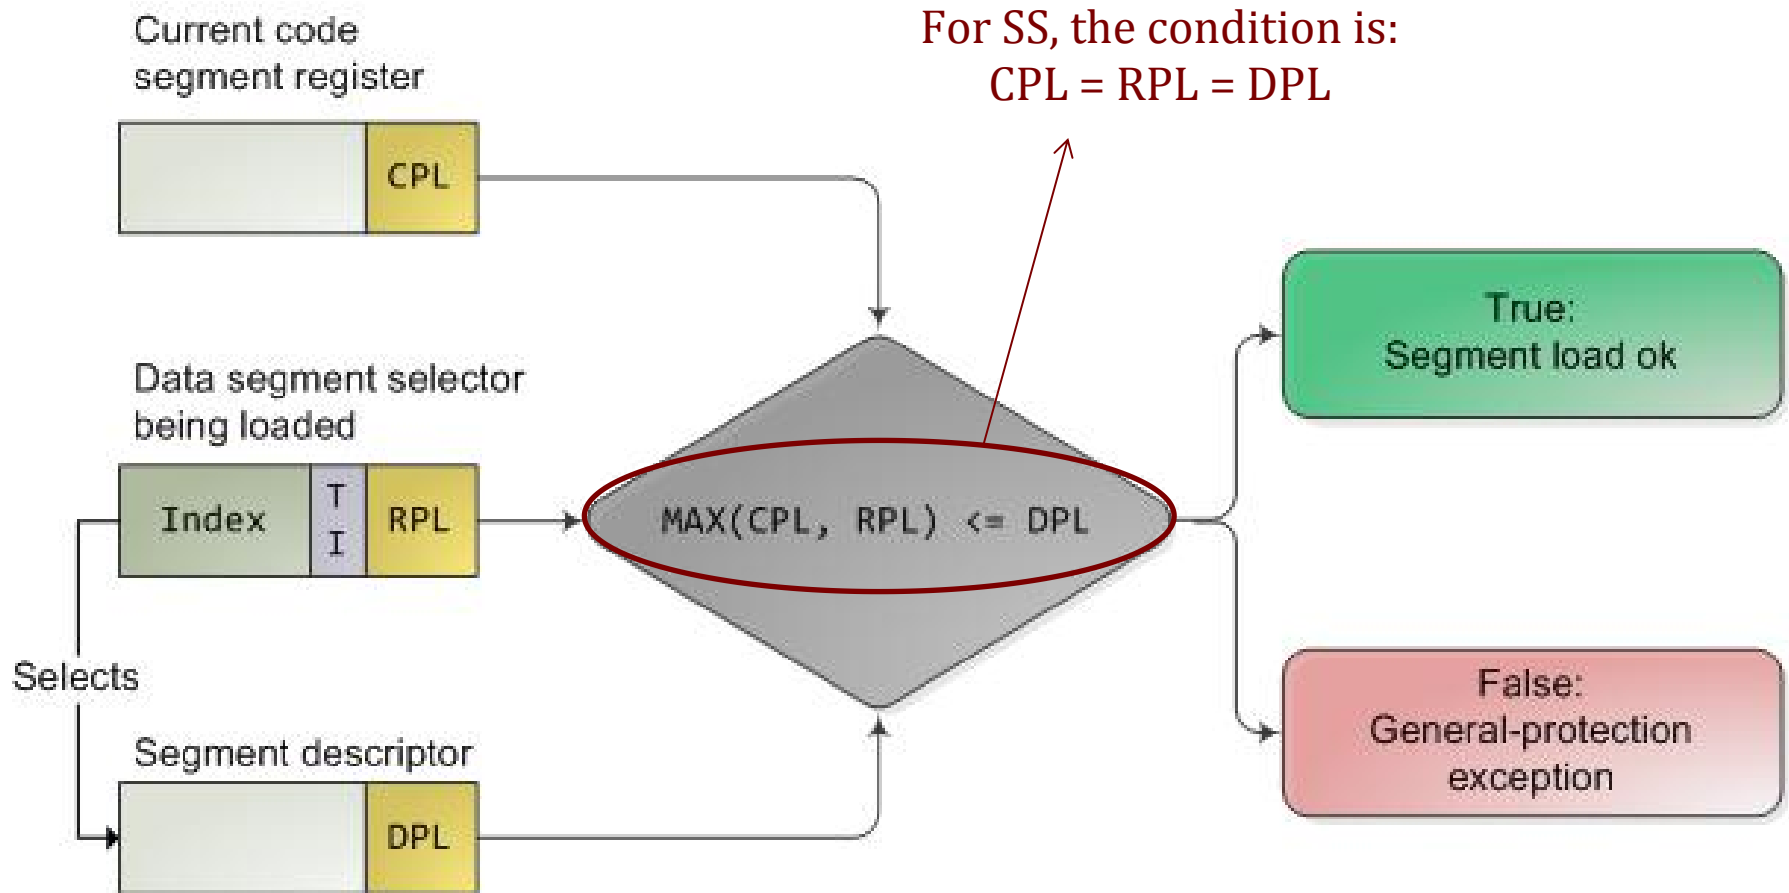 Current code
segment register
For SS, the condition is:
CPL = RPL = DPL
CPL
True:
Segment load ok
Data segment selector
being loaded
Index
T
I
RPL
MAX(CPL, RPL) <= DPL
Selects
False:
General-protection
exception
Segment descriptor
DPL